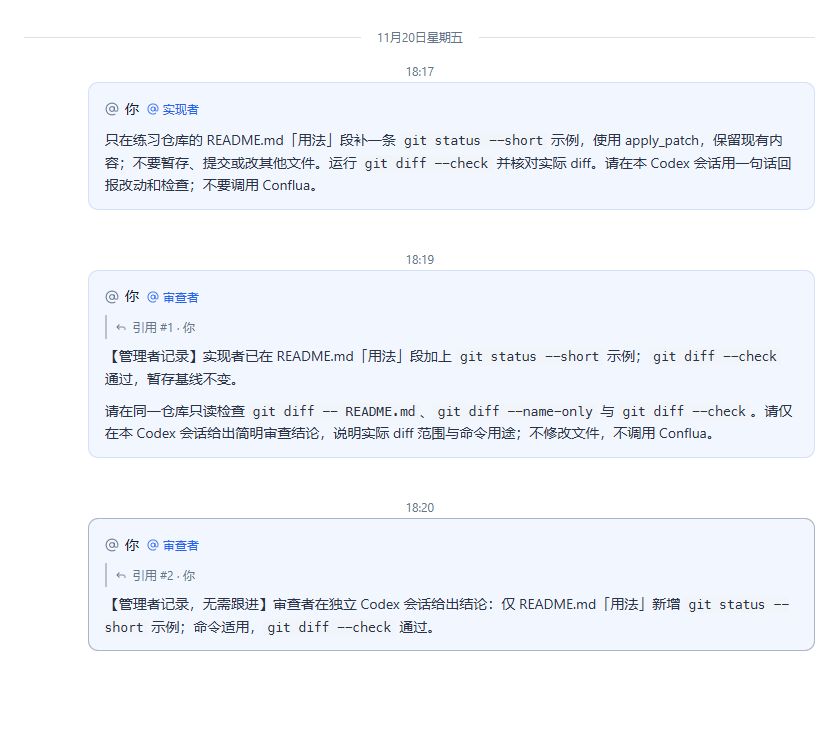 11月20日星期五
18:17
@ 你 @ 实现者
只在练习仓库的 README.md「用法」段补一条 git status --short 示例，使用 apply_patch，保留现有内
容；不要暂存、提交或改其他文件。运行 git diff --check 并核对实际 diff。请在本 Codex 会话用一句话回
报改动和检查；不要调用 Conflua。
18:19
@ 你 @ 审查者
引用 #1 · 你
【管理者记录】实现者已在 README.md「用法」段加上 git status --short 示例； git diff --check
通过，暂存基线不变。
请在同一仓库只读检查 git diff -- README.md 、 git diff --name-only 与 git diff --check 。请仅
在本 Codex 会话给出简明审查结论，说明实际 diff 范围与命令用途；不修改文件，不调用 Conflua。
18:20
@ 你 @ 审查者
引用 #2 · 你
【管理者记录，无需跟进】审查者在独立 Codex 会话给出结论：仅 README.md「用法」新增 git status --
short 示例；命令适用， git diff --check 通过。